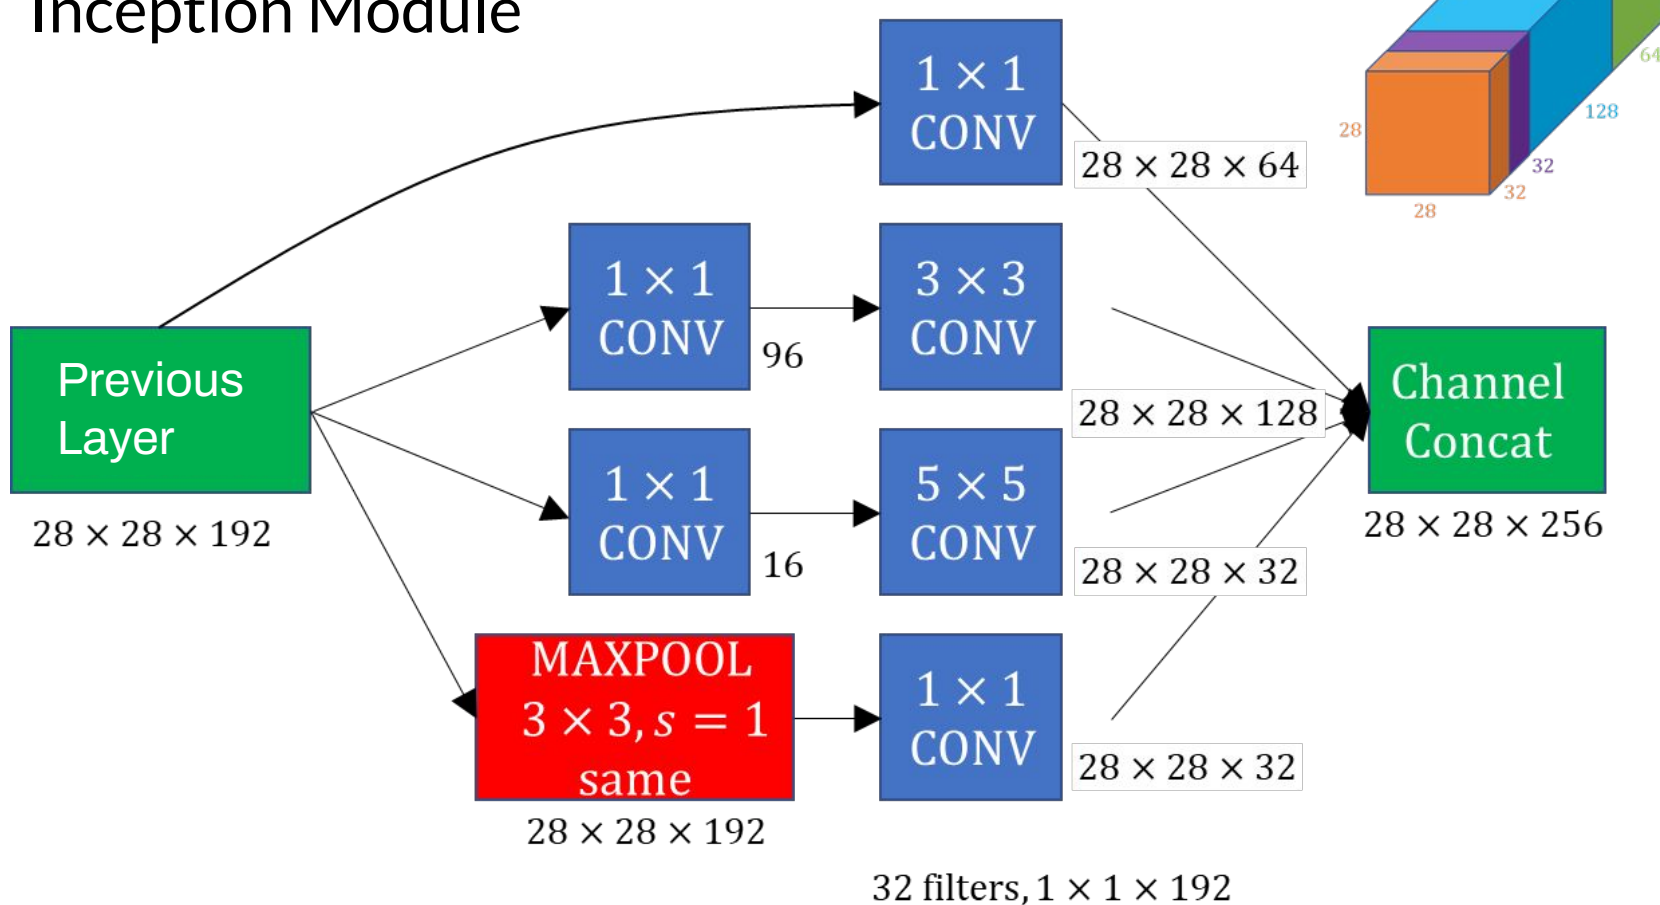 Inception Module
1 × 1
CONV
28 × 28 × 64
28
28
32
32
128
64
1 × 1
CONV
96
3 × 3
CONV
28 × 28 × 128
Previous
Layer
28 × 28 × 192
1 × 1
CONV
16
5 × 5
CONV
28 × 28 × 32
Channel
Concat
28 × 28 × 256
MAXPOOL
3 × 3, s = 1
same
28 × 28 × 192
1 × 1
CONV
28 × 28 × 32
32 filters, 1 × 1 × 192